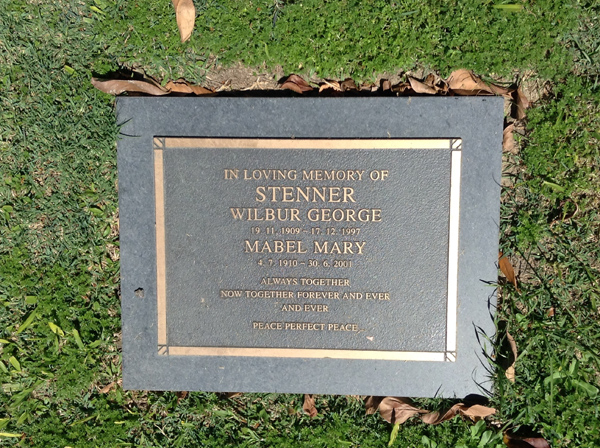 IN LOVING MEMORY OF
STENNER
WILBUR GEORGE
19. 11. 1909 – 17. 12. 1997
MABEL MARY
4. 7. 1910 – 30. 6. 2001
ALWAYS TOGETHER
NOW TOGETHER FOREVER AND EVER
AND EVER
PEACE PERFECT PEACE